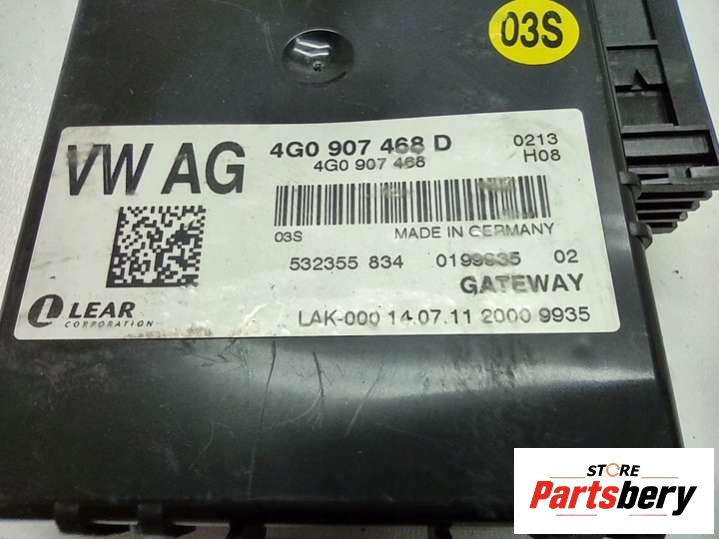 03S
VW AG
4G0 907 468 D
0213
4G0 907 468
H08
03S
MADE IN GERMANY
532355 834
0199935
02
GATEWAY
LEAR
CORPORATION
LAK-000 14.07.11 2000 9935
STORE
Partsbery